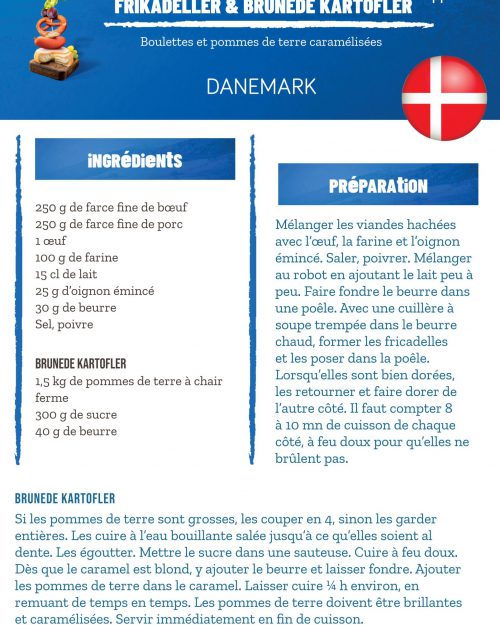 FRIKADELLER & BRUNEDE KARTOFLER
Boulettes et pommes de terre caramélisées
DANEMARK
INGRÉDIENTS
250 g de farce fine de bœuf
250 g de farce fine de porc
1 œuf
100 g de farine
15 cl de lait
25 g d'oignon émincé
30 g de beurre
Sel, poivre
BRUNEDE KARTOFLER
1,5 kg de pommes de terre à chair
ferme
300 g de sucre
40 g de beurre
PRÉPARATION
Mélanger les viandes hachées
avec l'œuf, la farine et l'oignon
émincé. Saler, poivrer. Mélanger
au robot en ajoutant le lait peu à
peu. Faire fondre le beurre dans
une poêle. Avec une cuillère à
soupe trempée dans le beurre
chaud, former les fricadelles
et les poser dans la poêle.
Lorsqu'elles sont bien dorées,
les retourner et faire dorer de
l'autre côté. Il faut compter 8
à 10 mn de cuisson de chaque
côté, à feu doux pour qu'elles ne
brûlent pas.
BRUNEDE KARTOFLER
Si les pommes de terre sont grosses, les couper en 4, sinon les garder
entières. Les cuire à l'eau bouillante salée jusqu'à ce qu'elles soient al
dente. Les égoutter. Mettre le sucre dans une sauteuse. Cuire à feu doux.
Dès que le caramel est blond, y ajouter le beurre et laisser fondre. Ajouter
les pommes de terre dans le caramel. Laisser cuire ¼ h environ, en
remuant de temps en temps. Les pommes de terre doivent être brillantes
et caramélisées. Servir immédiatement en fin de cuisson.